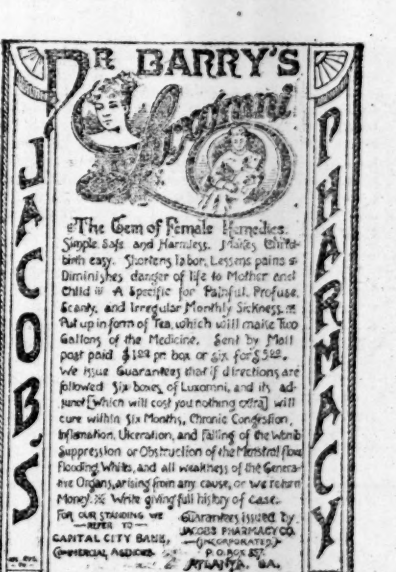 DR BARRY'S
Luxomni
JACOB'S
PHARMACY
The Gem of Female Remedies.
Simple Safe and Harmless. Makes Child-
birth easy. Shortens labor. Lessens pains
Diminishes danger of life to Mother and
Child A Specific for Painful, Profuse,
Scanty, and Irregular Monthly Sickness.
Put up in form of Tea, which will make Two
Gallons of the Medicine. Sent by Mail
post paid $1.00 pr. box or six for $5.00.
We issue Guarantees that if directions are
followed Six boxes of Luxomni, and its ad-
junct [which will cost you nothing extra] will
cure within Six Months, Chronic Congestion,
Inflamation, Ulceration, and falling of the Womb
Suppression or Obstruction of the Menstral flow
Flooding Whites, and all weakness of the Genera-
tive Organs, arising from any cause, or we return
Money. Write giving full history of case.
FOR OUR STANDING WE
—REFER TO—
CAPITAL CITY BANK,
COMMERCIAL AGENCIES
Guarantees issued by
JACOBS' PHARMACY CO.
(INCORPORATED)
P.O. BOX 357.
ATLANTA, GA.